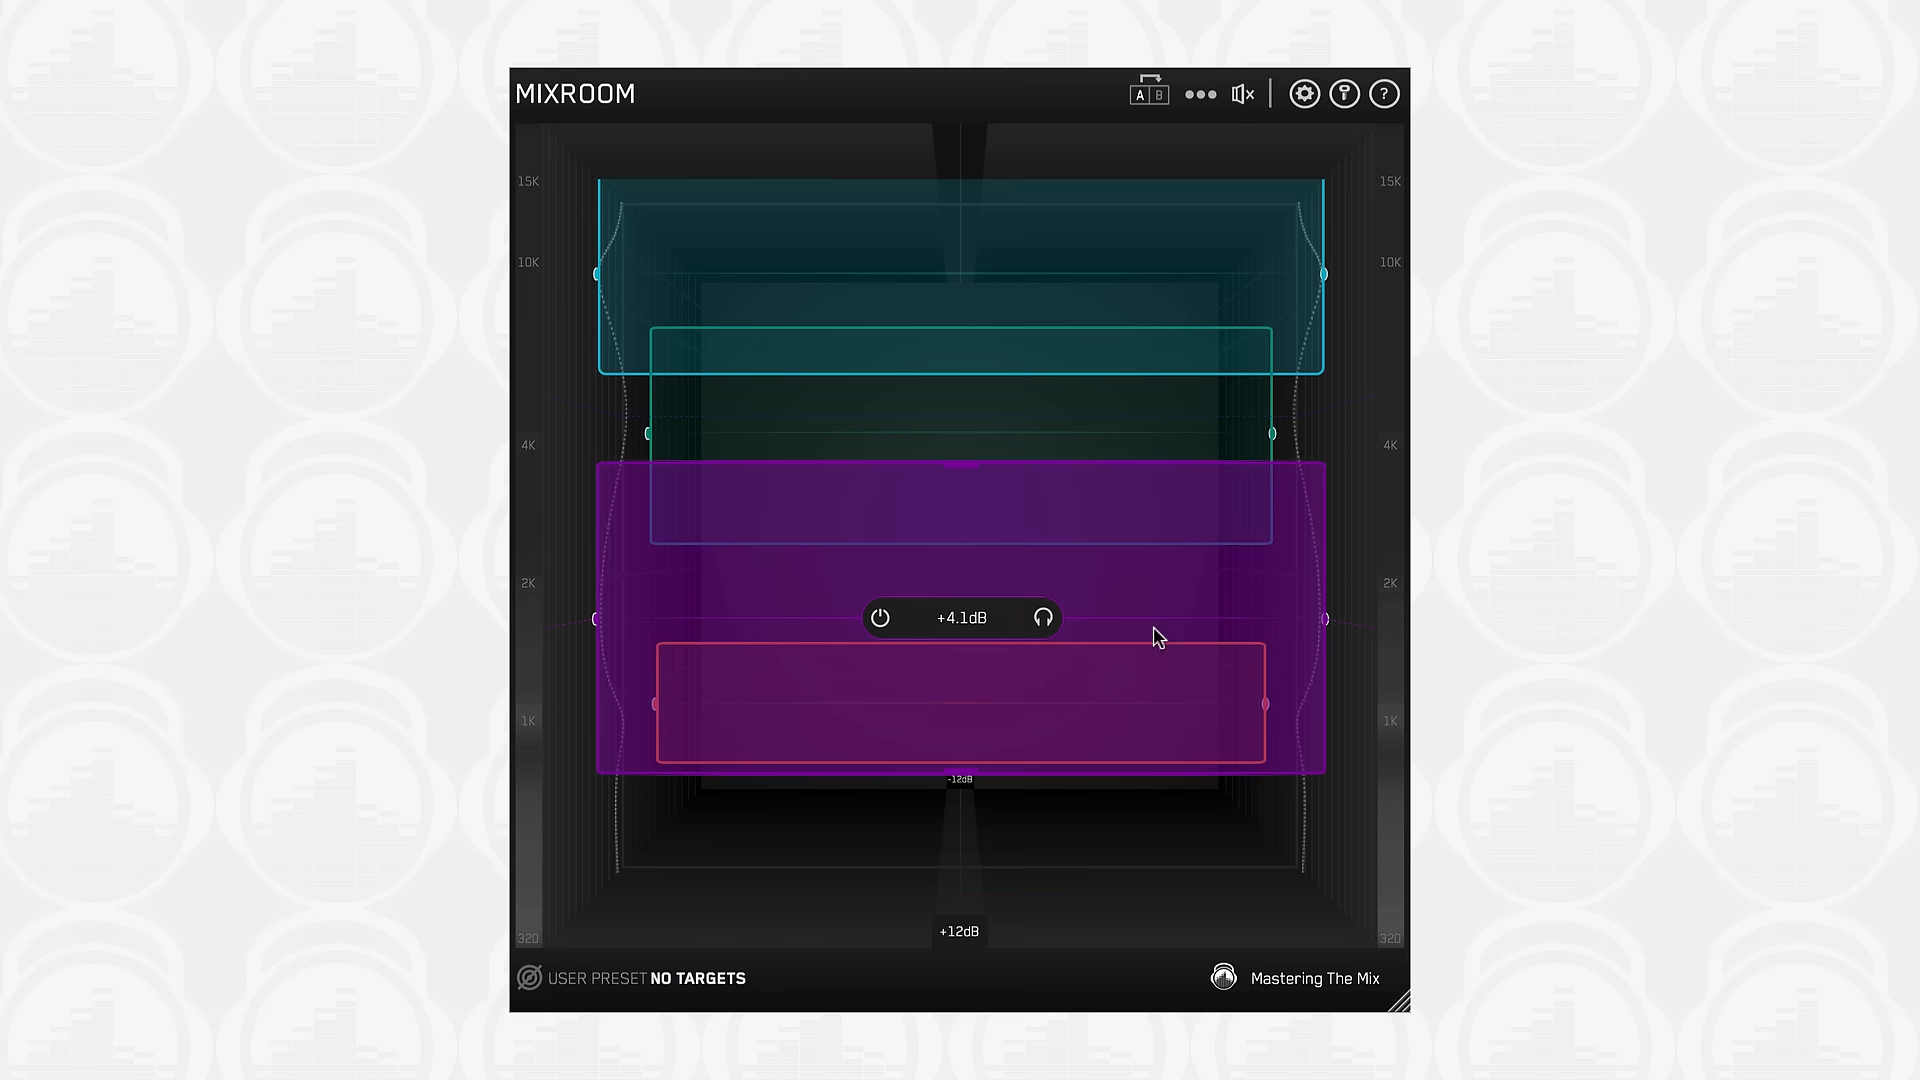 MIXROOM
A B
?
15K 15K
10K 10K
4K 4K
2K 2K
+4.1dB
1K 1K
-12dB
+12dB
320 320
USER PRESET NO TARGETS
Mastering The Mix